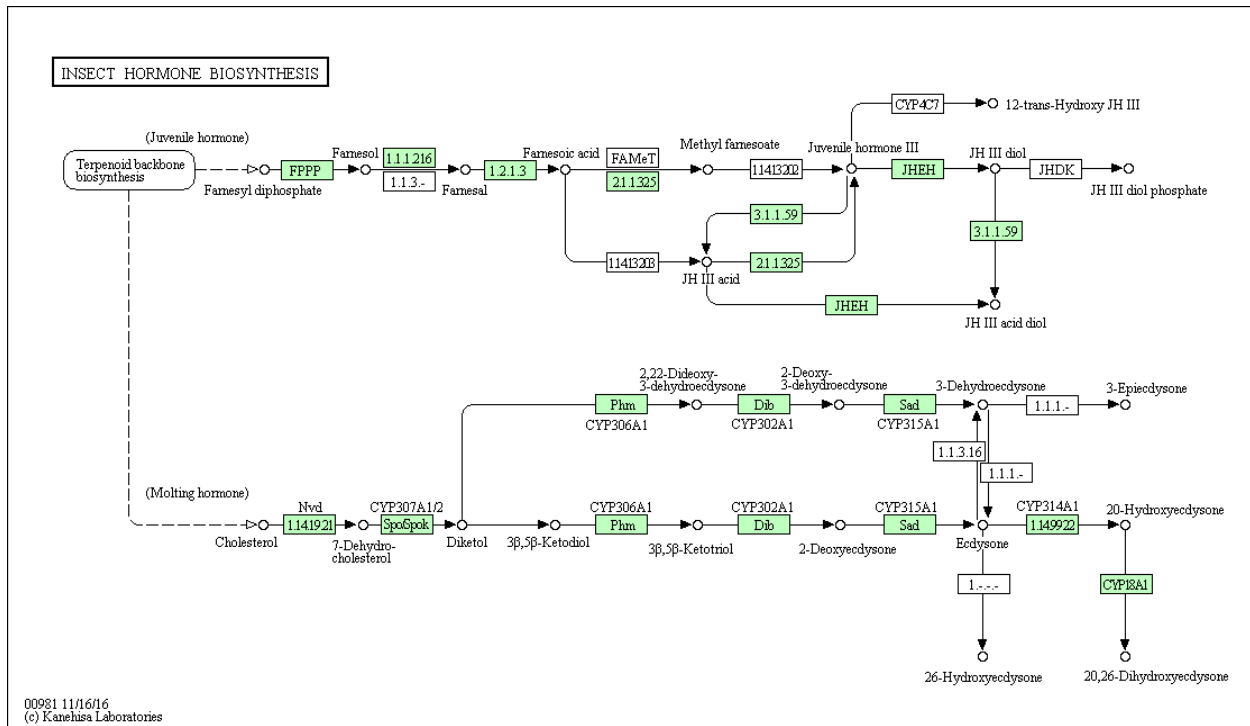 INSECT HORMONE BIOSYNTHESIS
CYP4C7
12-trans-Hydroxy JH III
(Juvenile hormone)
Terpenoid backbone
biosynthesis
FPPP
Farnesyl diphosphate
Farnesol
1.1.1.216
1.1.3.-
Farnesal
1.2.1.3
Farnesoic acid
FAMeT
2.1.1.325
Methyl farnesoate
1.14.13.202
Juvenile hormone III
JHEH
JH III diol
JHDK
JH III diol phosphate
3.1.1.59
3.1.1.59
1.14.13.203
JH III acid
2.1.1.325
JHEH
JH III acid diol
2,22-Dideoxy-
3-dehydroecdysone
2-Deoxy-
3-dehydroecdysone
3-Dehydroecdysone
3-Epiecdysone
Phm
CYP306A1
Dib
CYP302A1
Sad
CYP315A1
1.1.1.-
1.1.3.16
1.1.1.-
(Molting hormone)
Nvd
1.14.19.21
Cholesterol
CYP307A1/2
Spo/Spok
7-Dehydro-
cholesterol
Diketol
3β,5β-Ketodiol
CYP306A1
Phm
3β,5β-Ketotriol
CYP302A1
Dib
2-Deoxyecdysone
CYP315A1
Sad
Ecdysone
CYP314A1
1.14.99.22
20-Hydroxyecdysone
1.-.-.-
CYP18A1
26-Hydroxyecdysone
20,26-Dihydroxyecdysone
00981 11/16/16
(c) Kanehisa Laboratories